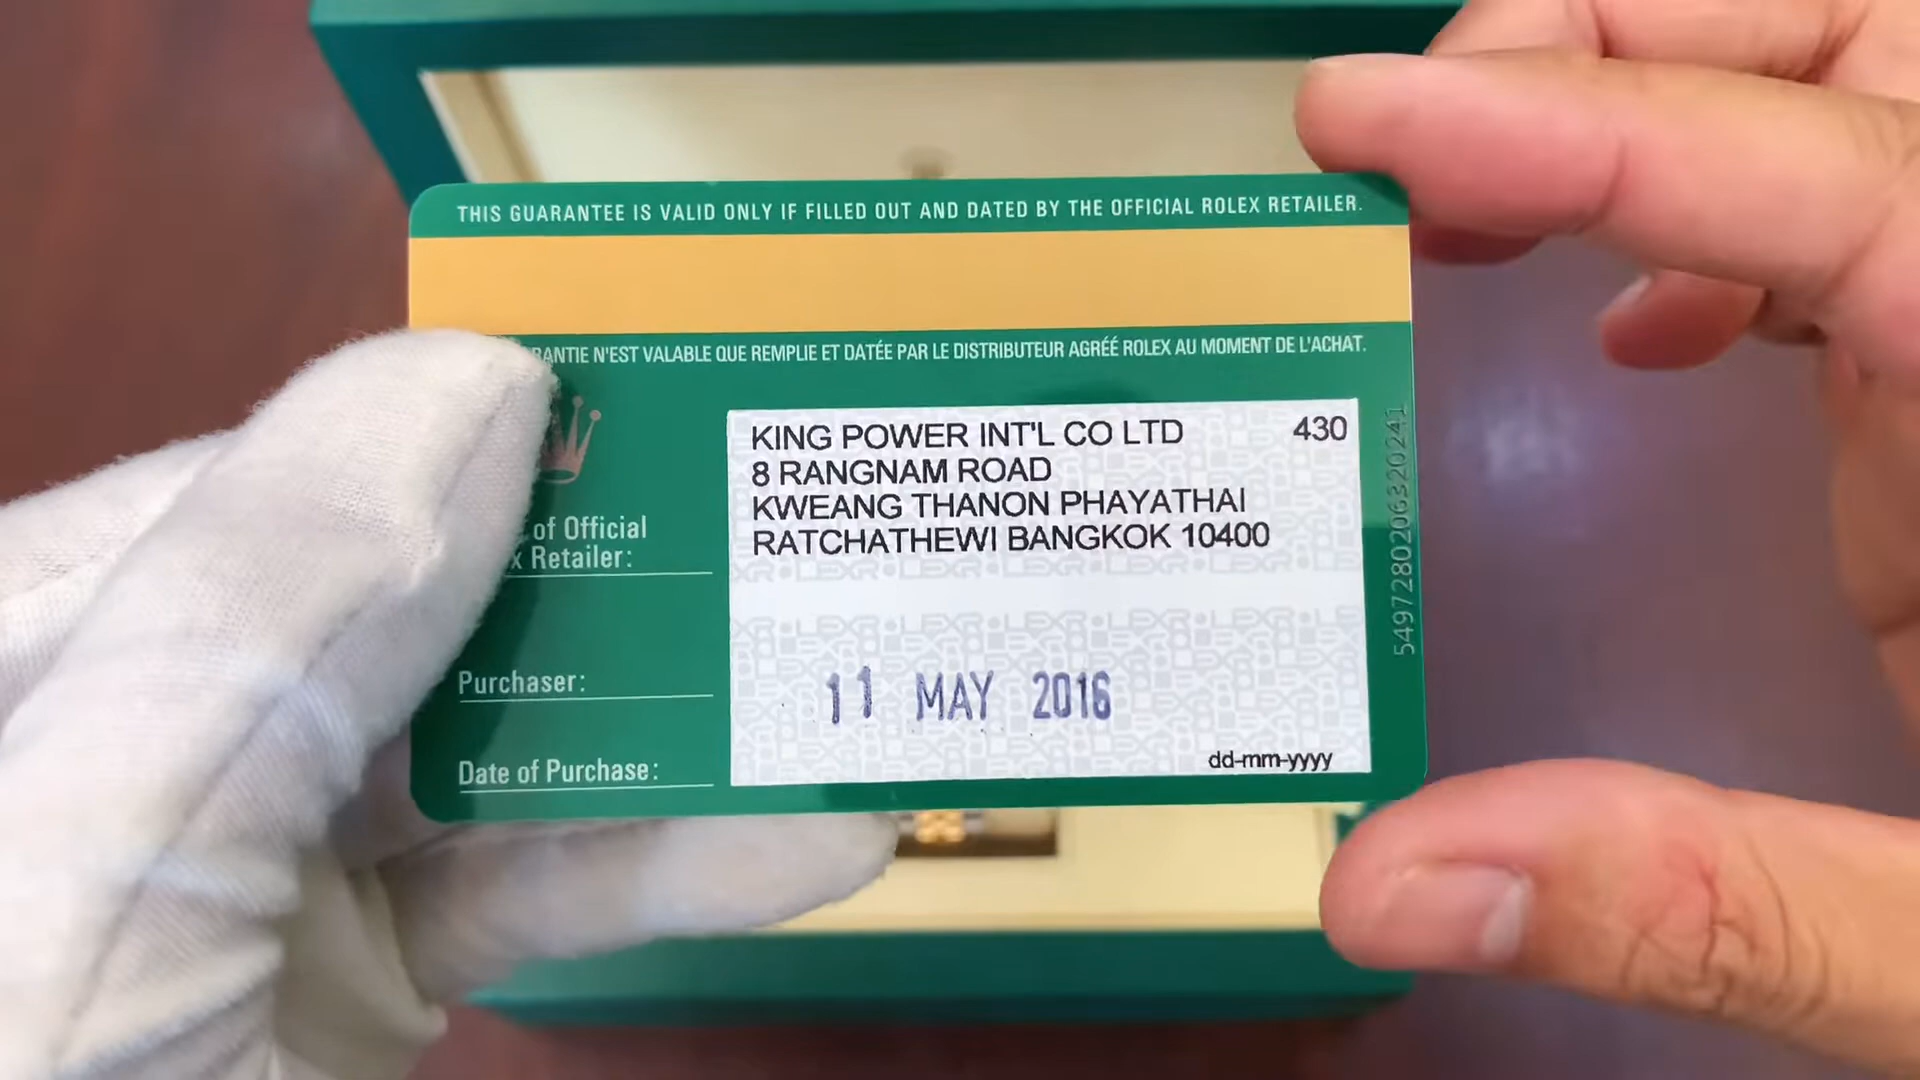 THIS GUARANTEE IS VALID ONLY IF FILLED OUT AND DATED BY THE OFFICIAL ROLEX RETAILER.
N'EST VALABLE QUE REMPLIE ET DATÉE PAR LE DISTRIBUTEUR AGRÉÉ ROLEX AU MOMENT DE L'ACHAT.
KING POWER INT'L CO LTD 430
8 RANGNAM ROAD
KWEANG THANON PHAYATHAI
RATCHATHEWI BANGKOK 10400
of Official
Retailer:
Purchaser:
11 MAY 2016
Date of Purchase:
dd-mm-yyyy
5497280206320241